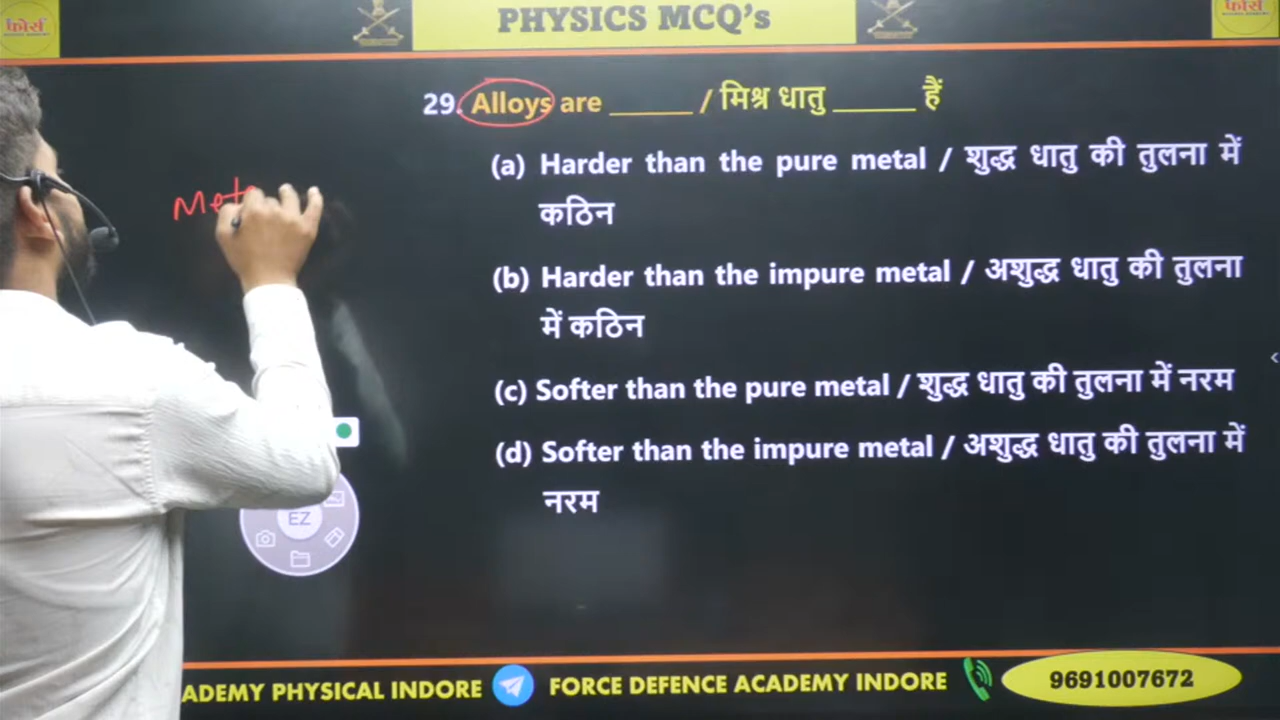 फोर्स
PHYSICS MCQ's
फोर्स
29. Alloys are ______ / मिश्र धातु ______ हैं
(a) Harder than the pure metal / शुद्ध धातु की तुलना में
कठिन
Meta
(b) Harder than the impure metal / अशुद्ध धातु की तुलना
में कठिन
(c) Softer than the pure metal / शुद्ध धातु की तुलना में नरम
(d) Softer than the impure metal / अशुद्ध धातु की तुलना में
नरम
EZ
ADEMY PHYSICAL INDORE FORCE DEFENCE ACADEMY INDORE 9691007672